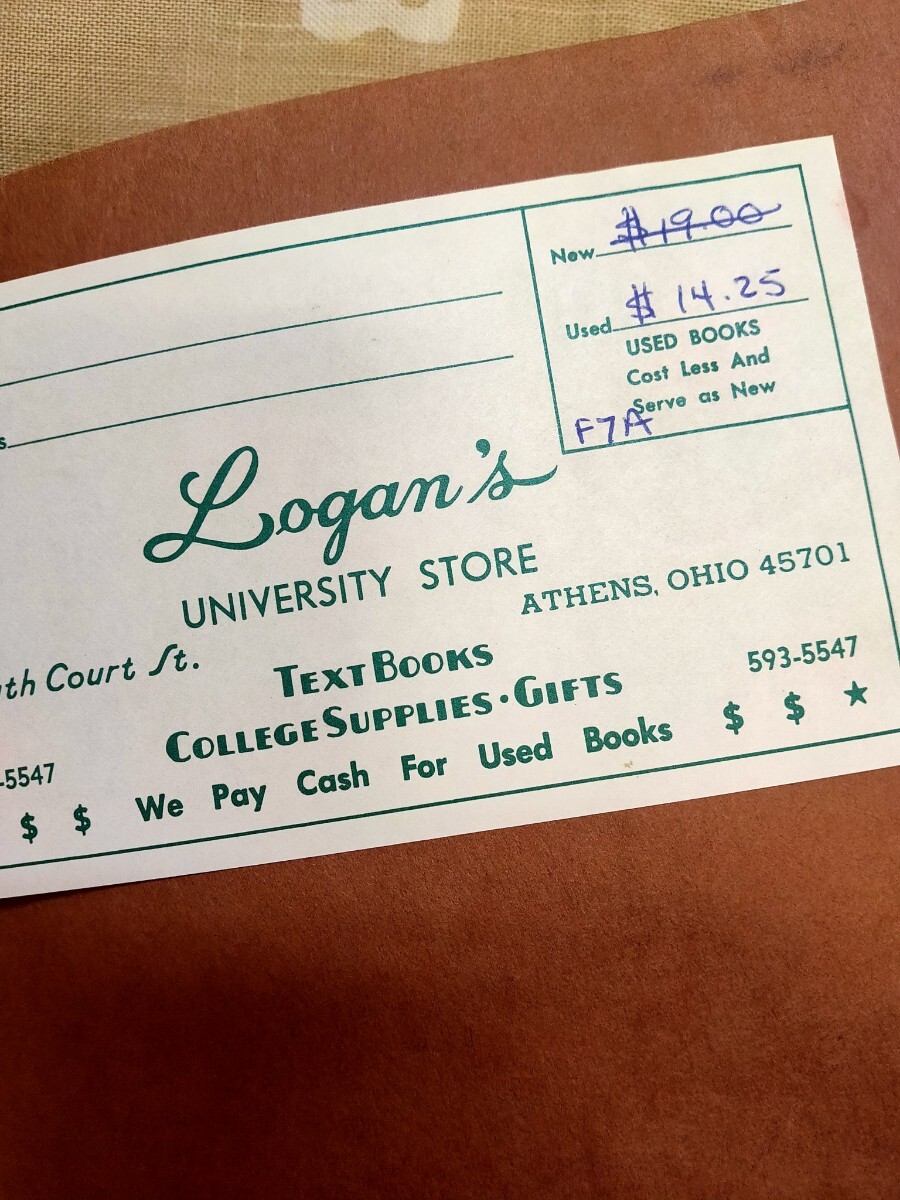 New $19.00
Used $ 14.25
USED BOOKS
Cost Less And
Serve as New
F7A
s
Logan's
UNIVERSITY STORE
ATHENS, OHIO 45701
th Court St.
TEXT BOOKS
593-5547
COLLEGE SUPPLIES • GIFTS
-5547
$ $ We Pay Cash For Used Books $ $ ★